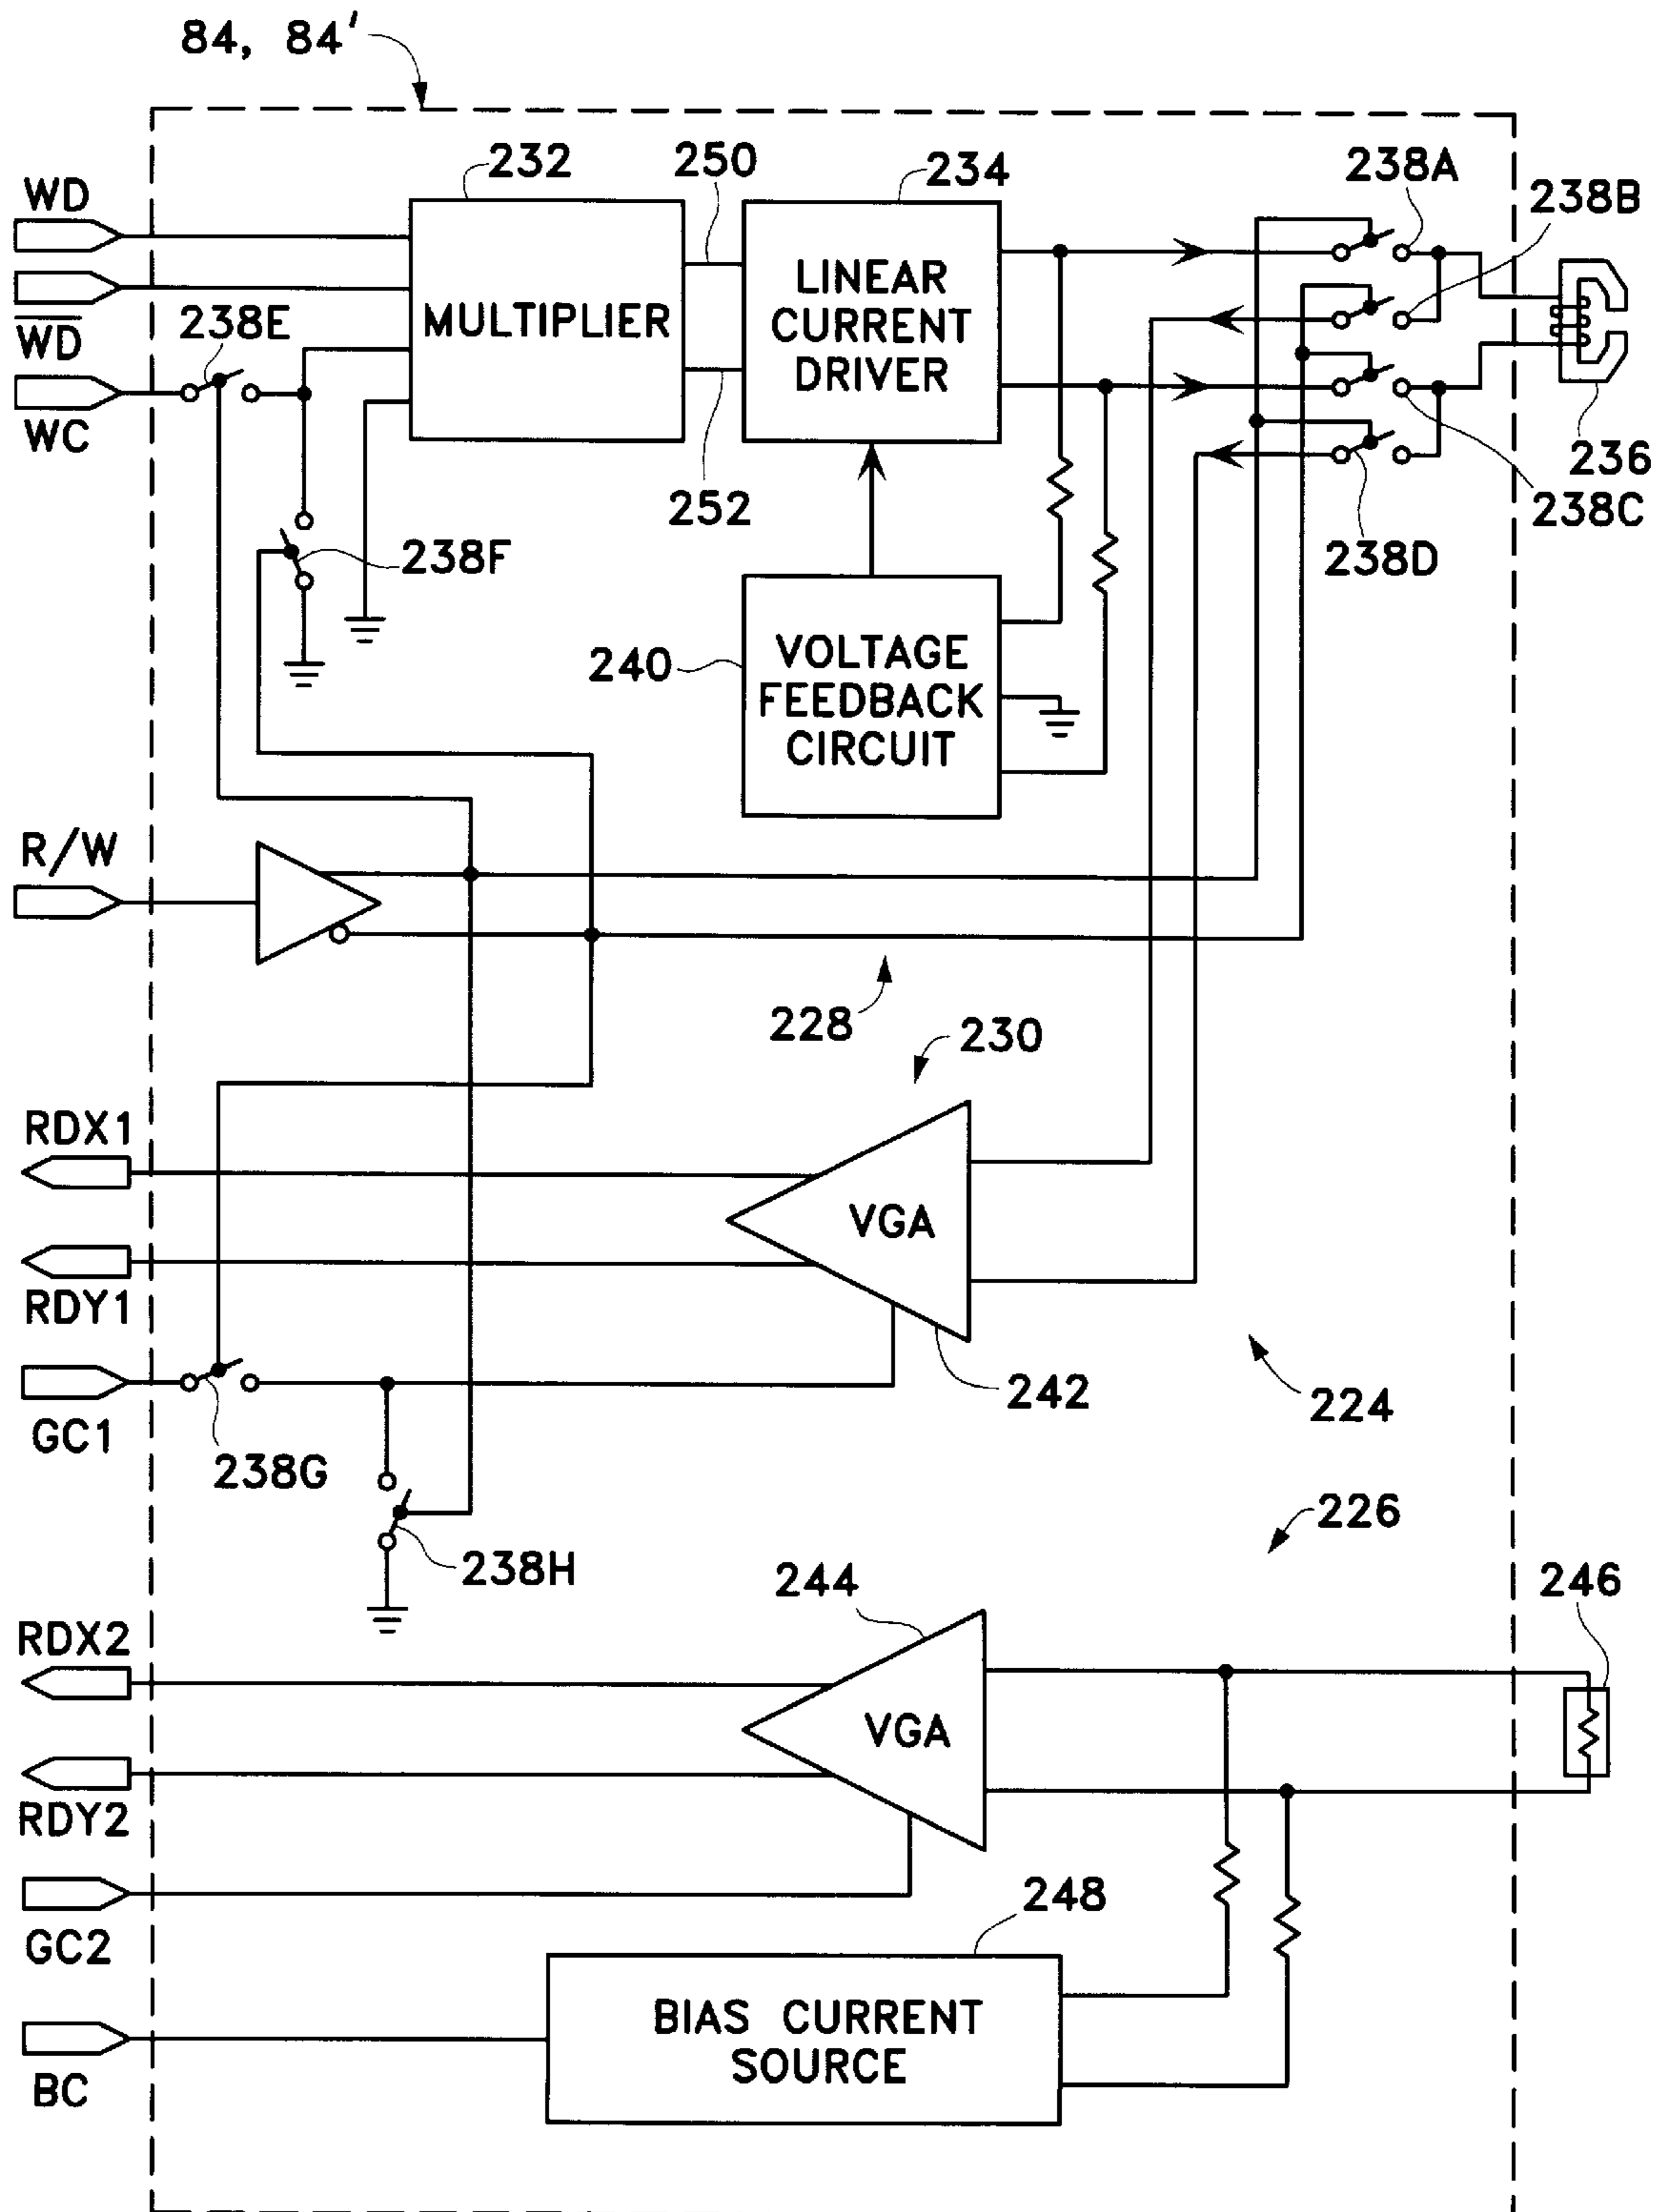 84, 84'
232
250
234
238A
238B
WD
W̅D̅
238E
WC
MULTIPLIER
LINEAR
CURRENT
DRIVER
236
252
238C
238D
238F
240
VOLTAGE
FEEDBACK
CIRCUIT
R/W
228
230
RDX1
VGA
RDY1
242
224
GC1
238G
226
238H
244
246
RDX2
VGA
RDY2
248
GC2
BIAS CURRENT
SOURCE
BC